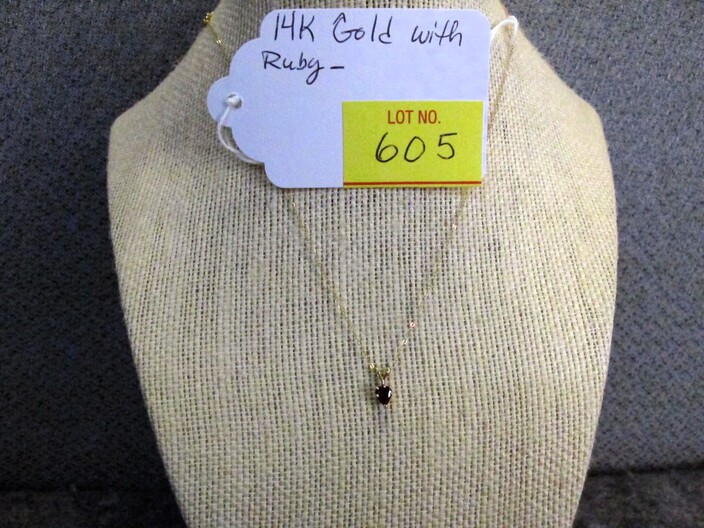 14K Gold with
Ruby-
LOT NO.
605